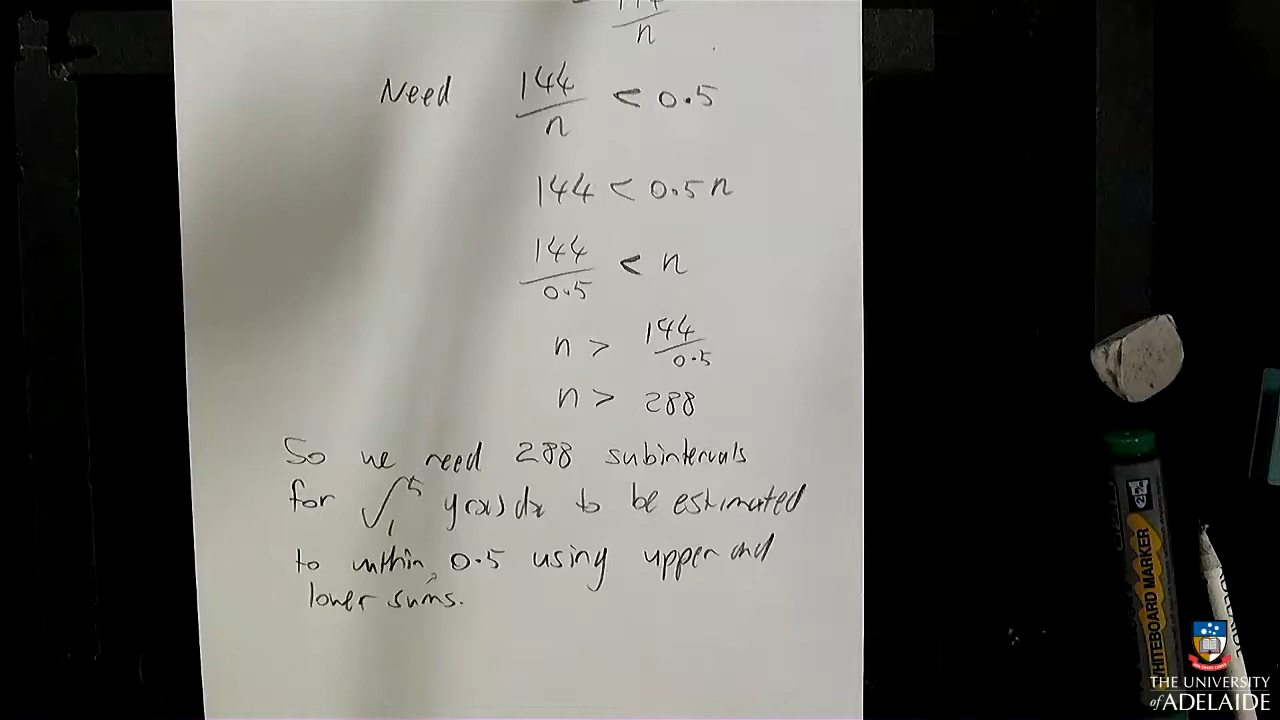 n
Need 144/n < 0.5
144 < 0.5n
144/0.5 < n
n > 144/0.5
n > 288
So we need 288 subintervals
for ∫₁⁵ y(x) dx to be estimated
to within 0.5 using upper and
lower sums.
WHITEBOARD MARKER
THE UNIVERSITY
of ADELAIDE